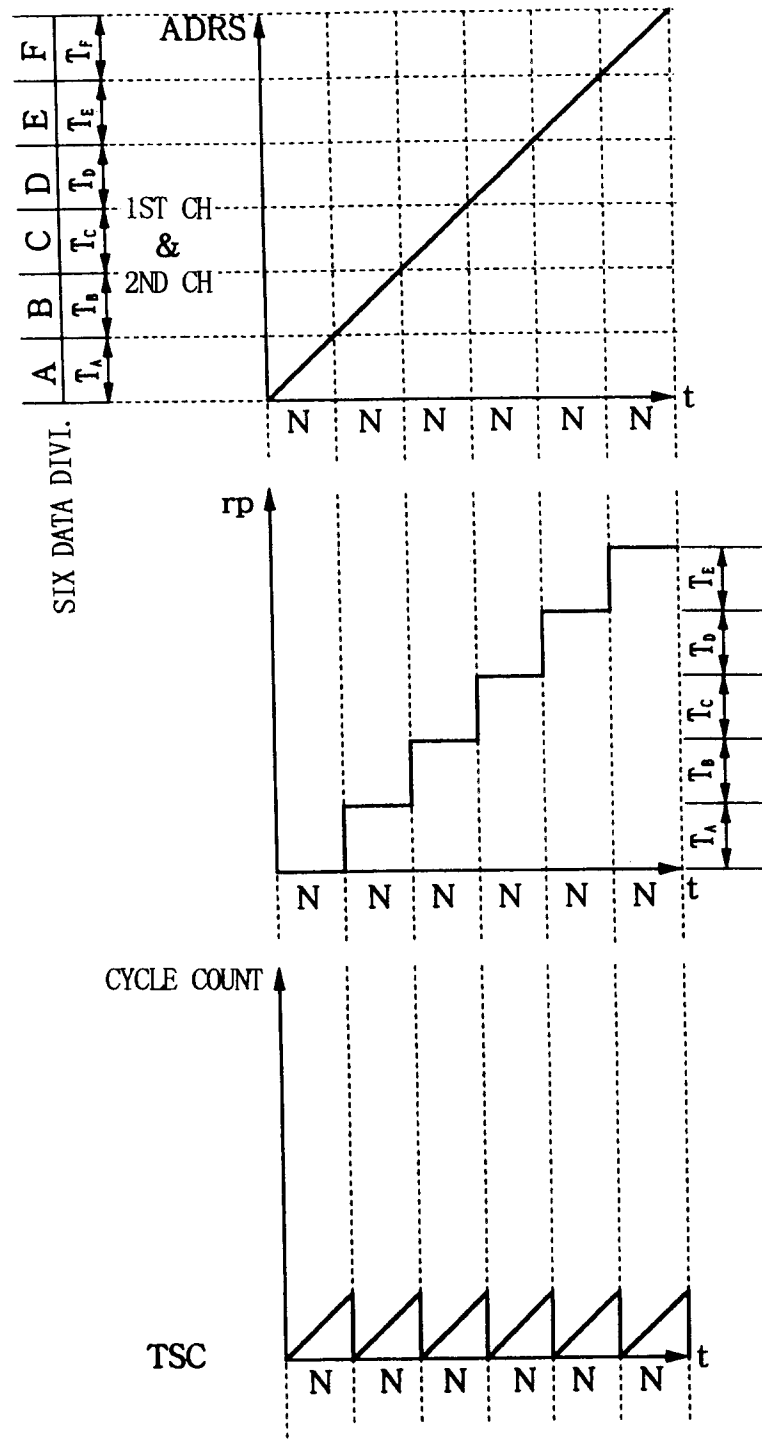 ADRS
F
T_F
E
T_E
D
T_D
C
T_C
B
T_B
A
T_A
1ST CH
&
2ND CH
SIX DATA DIVI.
N N N N N N
t
rp
T_E
T_D
T_C
T_B
T_A
N N N N N N
t
CYCLE COUNT
TSC
N N N N N N
t